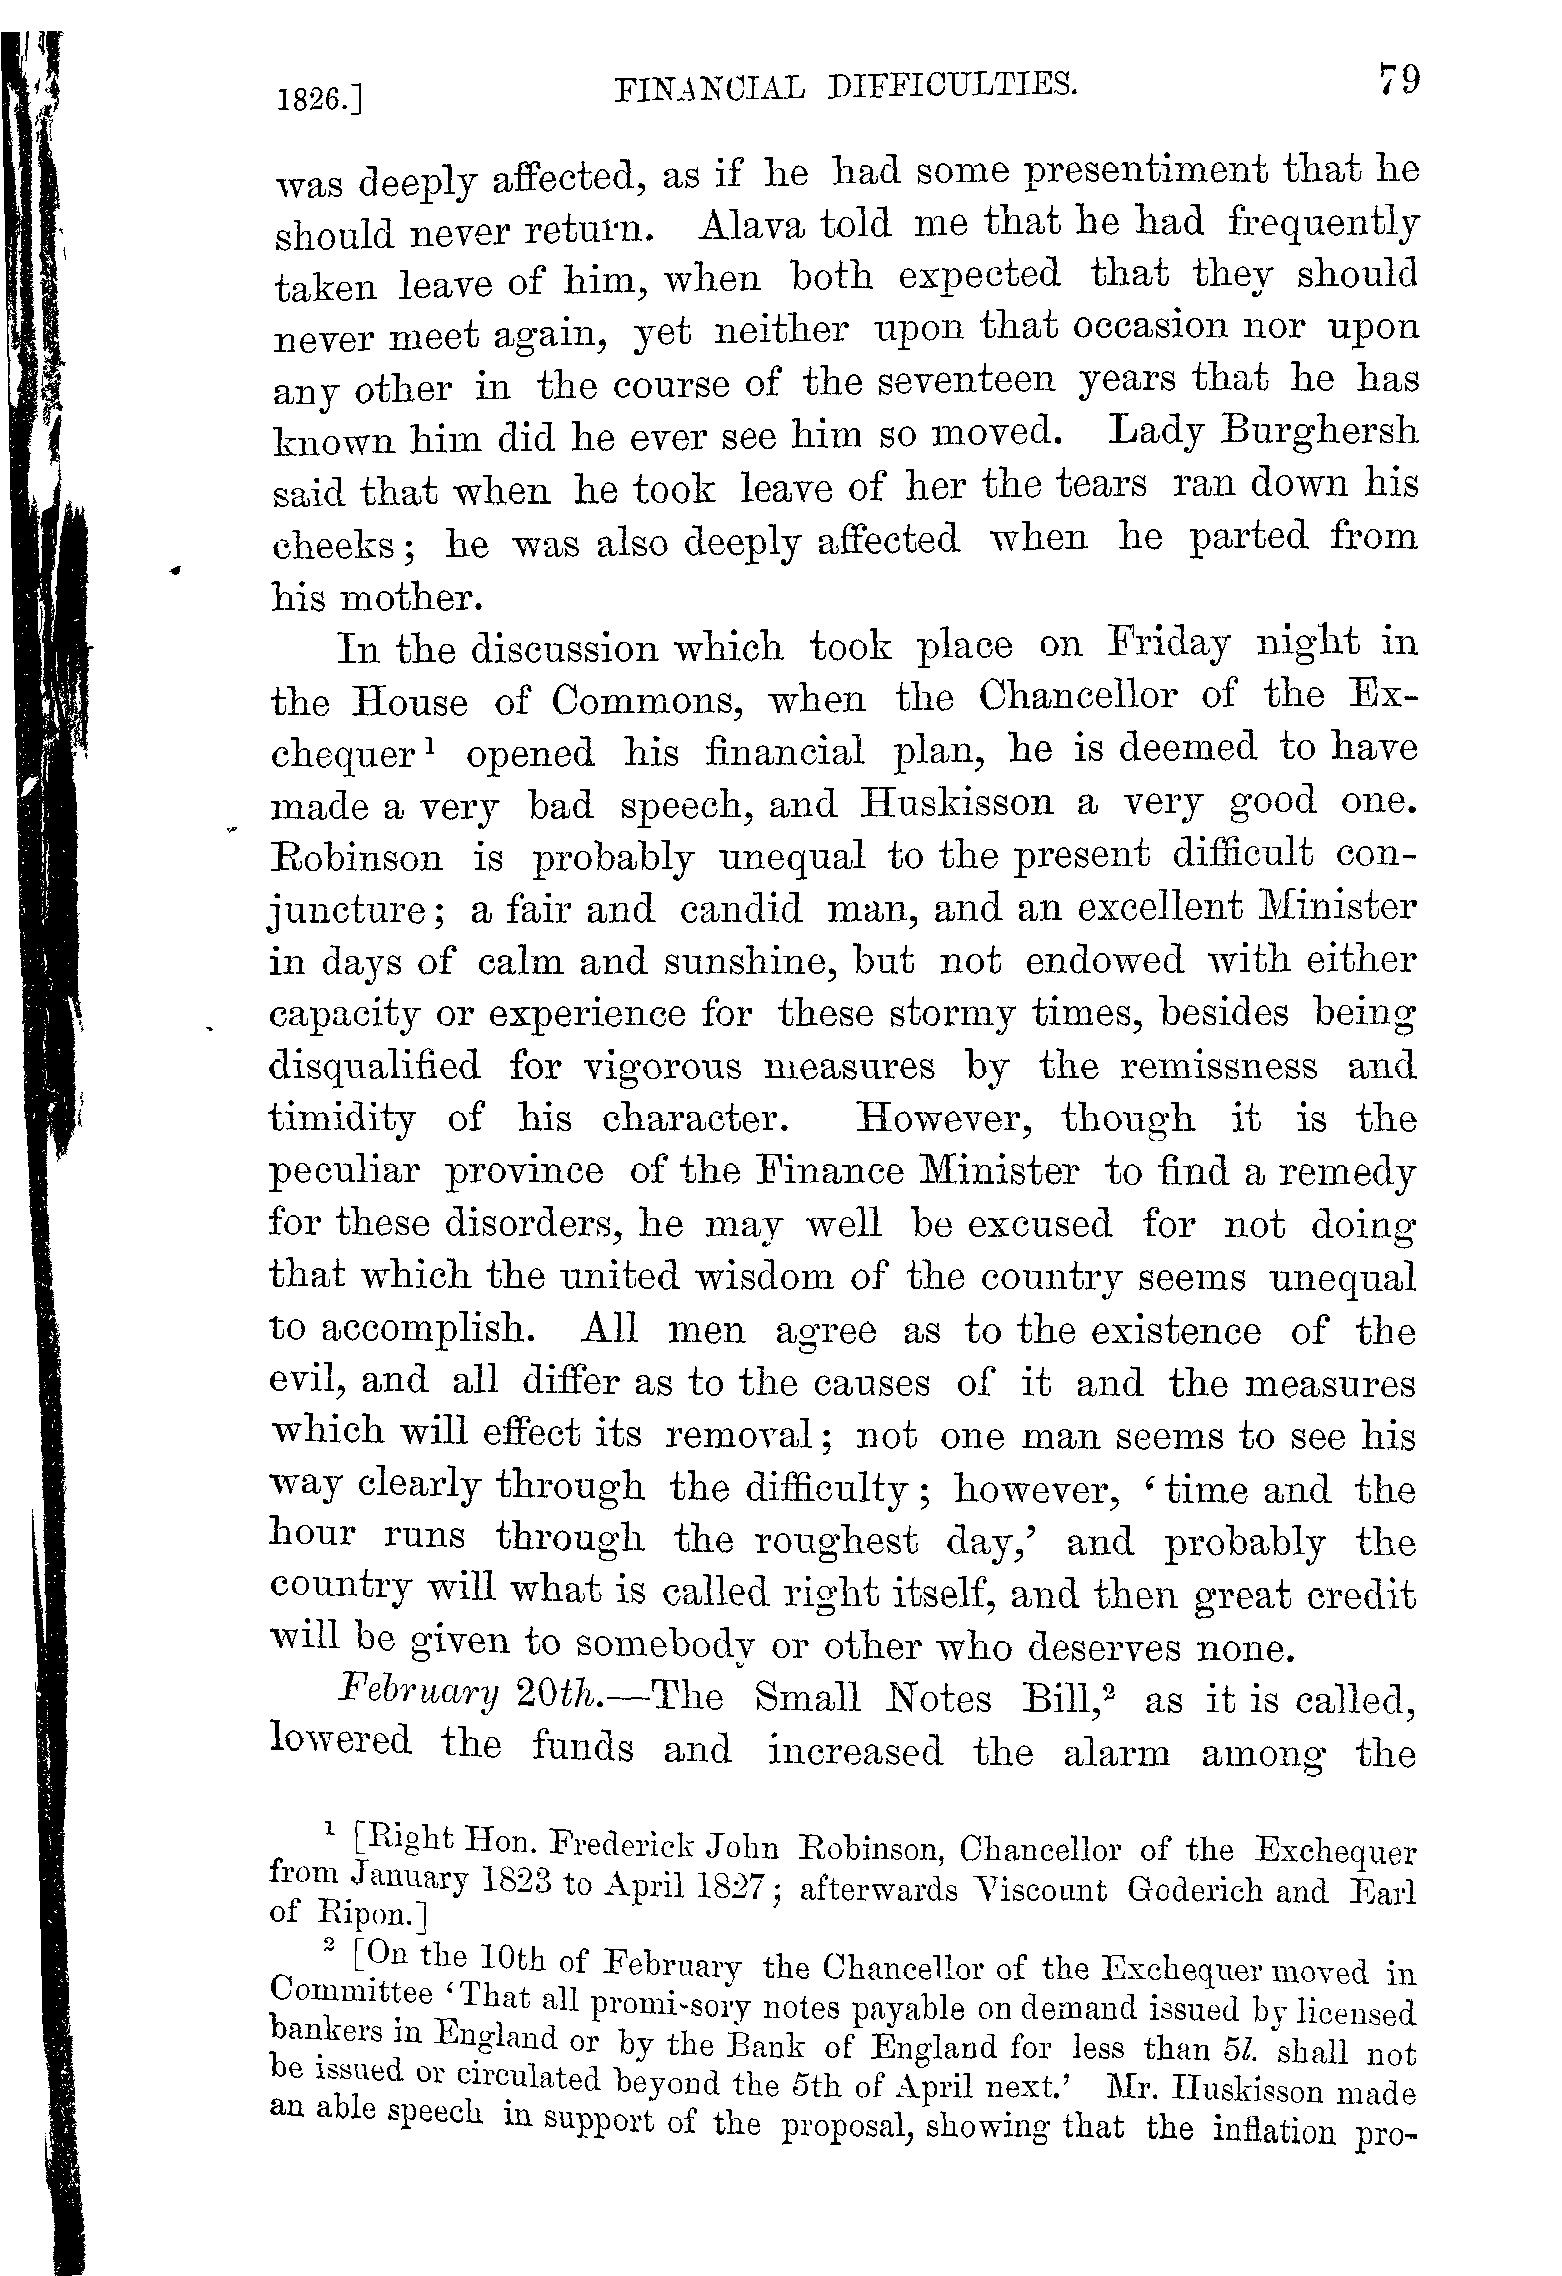 1826.] FINANCIAL DIFFICULTIES. 79
was deeply affected, as if he had some presentiment that he
should never return. Alava told me that he had frequently
taken leave of him, when both expected that they should
never meet again, yet neither upon that occasion nor upon
any other in the course of the seventeen years that he has
known him did he ever see him so moved. Lady Burghersh
said that when he took leave of her the tears ran down his
cheeks; he was also deeply affected when he parted from
his mother.
In the discussion which took place on Friday night in
the House of Commons, when the Chancellor of the Ex-
chequer¹ opened his financial plan, he is deemed to have
made a very bad speech, and Huskisson a very good one.
Robinson is probably unequal to the present difficult con-
juncture; a fair and candid man, and an excellent Minister
in days of calm and sunshine, but not endowed with either
capacity or experience for these stormy times, besides being
disqualified for vigorous measures by the remissness and
timidity of his character. However, though it is the
peculiar province of the Finance Minister to find a remedy
for these disorders, he may well be excused for not doing
that which the united wisdom of the country seems unequal
to accomplish. All men agree as to the existence of the
evil, and all differ as to the causes of it and the measures
which will effect its removal; not one man seems to see his
way clearly through the difficulty; however, ‘time and the
hour runs through the roughest day,’ and probably the
country will what is called right itself, and then great credit
will be given to somebody or other who deserves none.
February 20th.—The Small Notes Bill,² as it is called,
lowered the funds and increased the alarm among the
¹ [Right Hon. Frederick John Robinson, Chancellor of the Exchequer
from January 1823 to April 1827; afterwards Viscount Goderich and Earl
of Ripon.]
² [On the 10th of February the Chancellor of the Exchequer moved in
Committee ‘That all promi-sory notes payable on demand issued by licensed
bankers in England or by the Bank of England for less than 5l. shall not
be issued or circulated beyond the 5th of April next.’ Mr. Huskisson made
an able speech in support of the proposal, showing that the inflation pro-